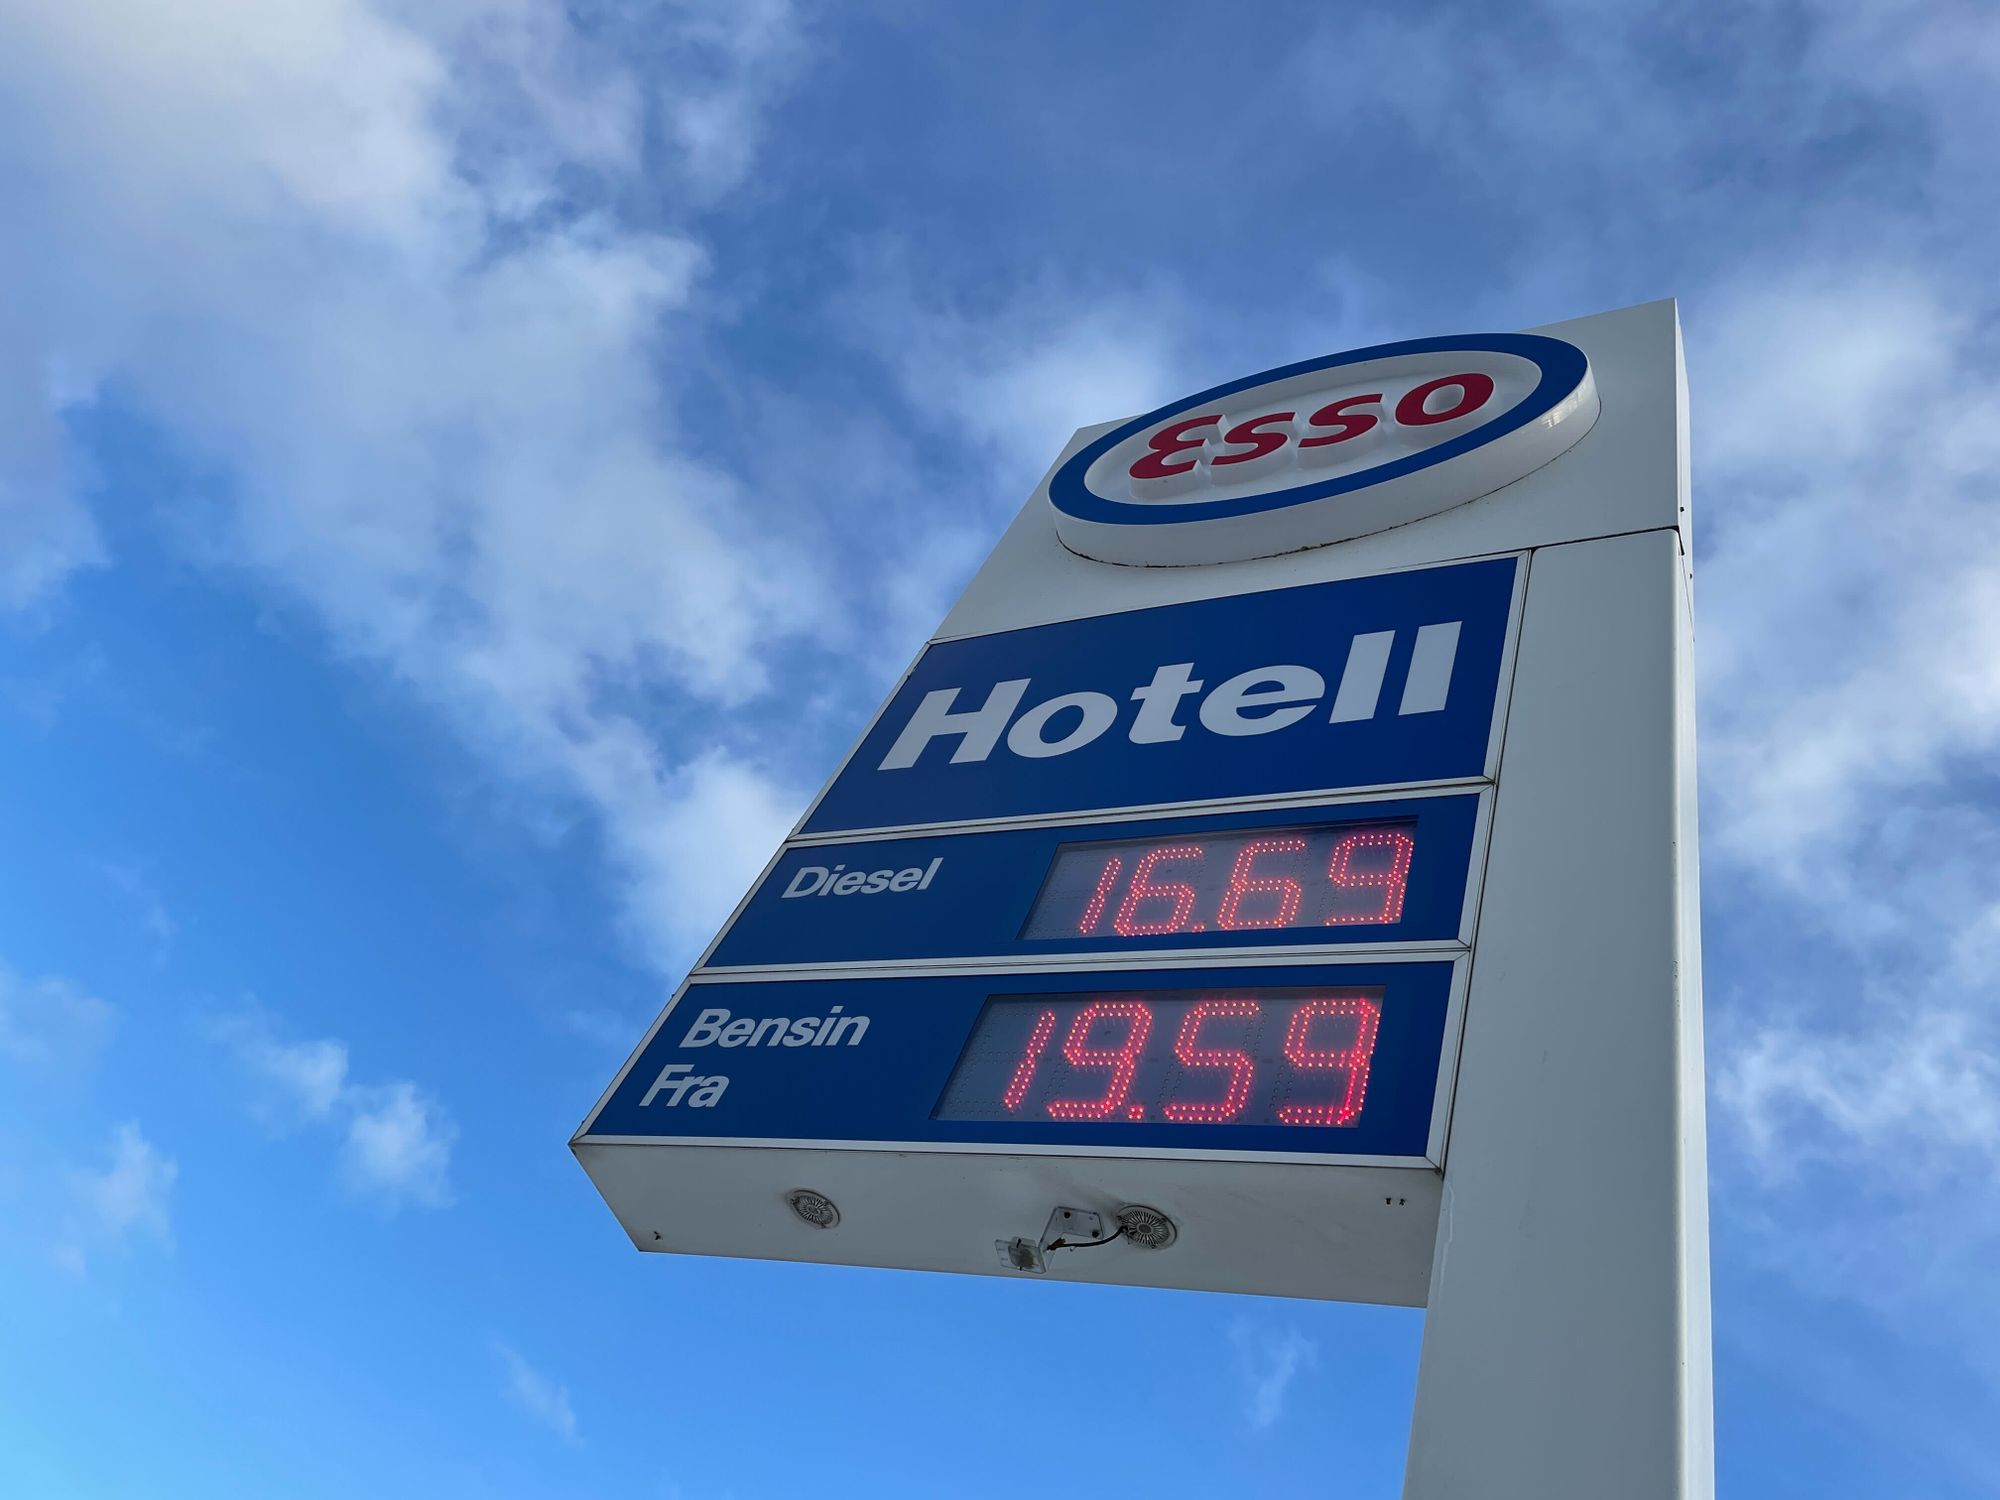 Esso
Hotell
Diesel 16.69
Bensin 19.59
Fra